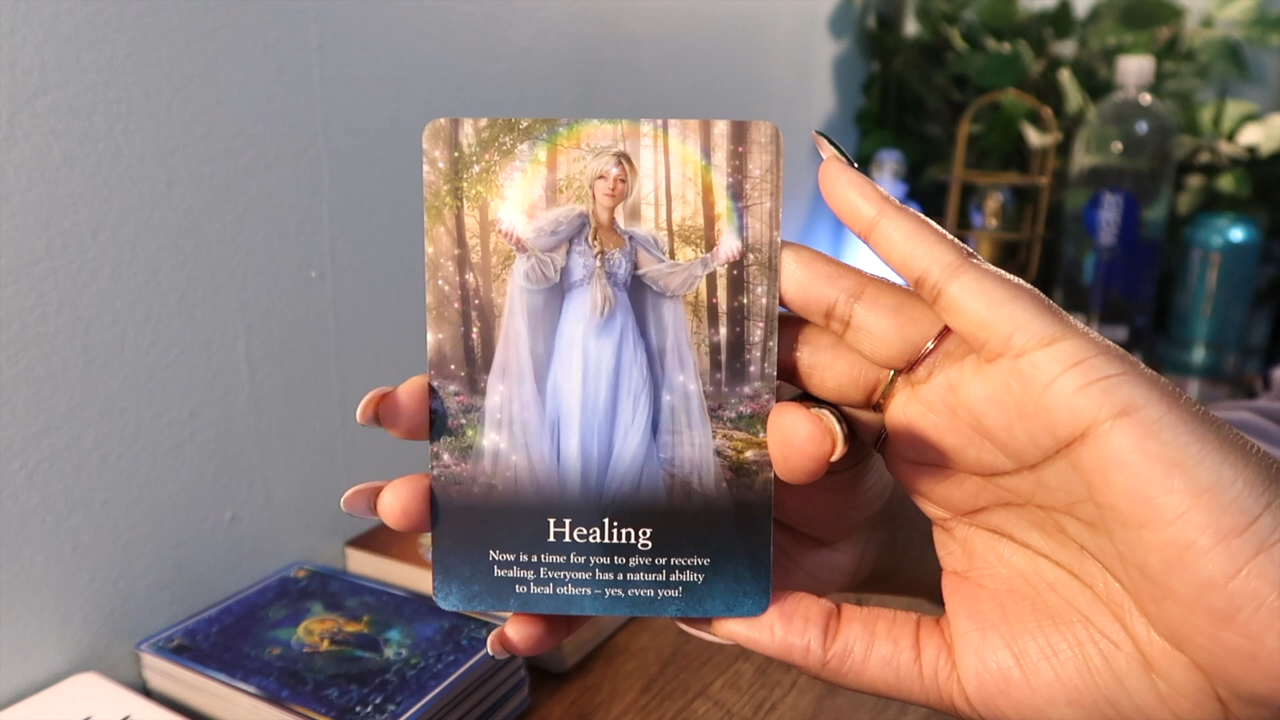 Healing
Now is a time for you to give or receive
healing. Everyone has a natural ability
to heal others – yes, even you!